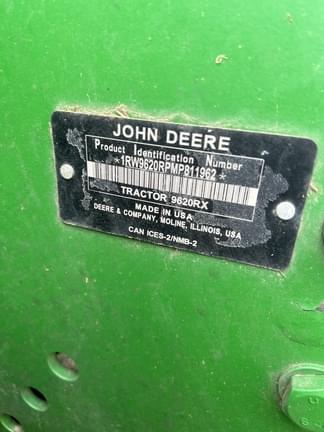 JOHN DEERE
Product Identification Number
*1RW9620RPMP811962*
TRACTOR 9620RX
MADE IN USA
DEERE & COMPANY, MOLINE, ILLINOIS, USA
CAN ICES-2/NMB-2